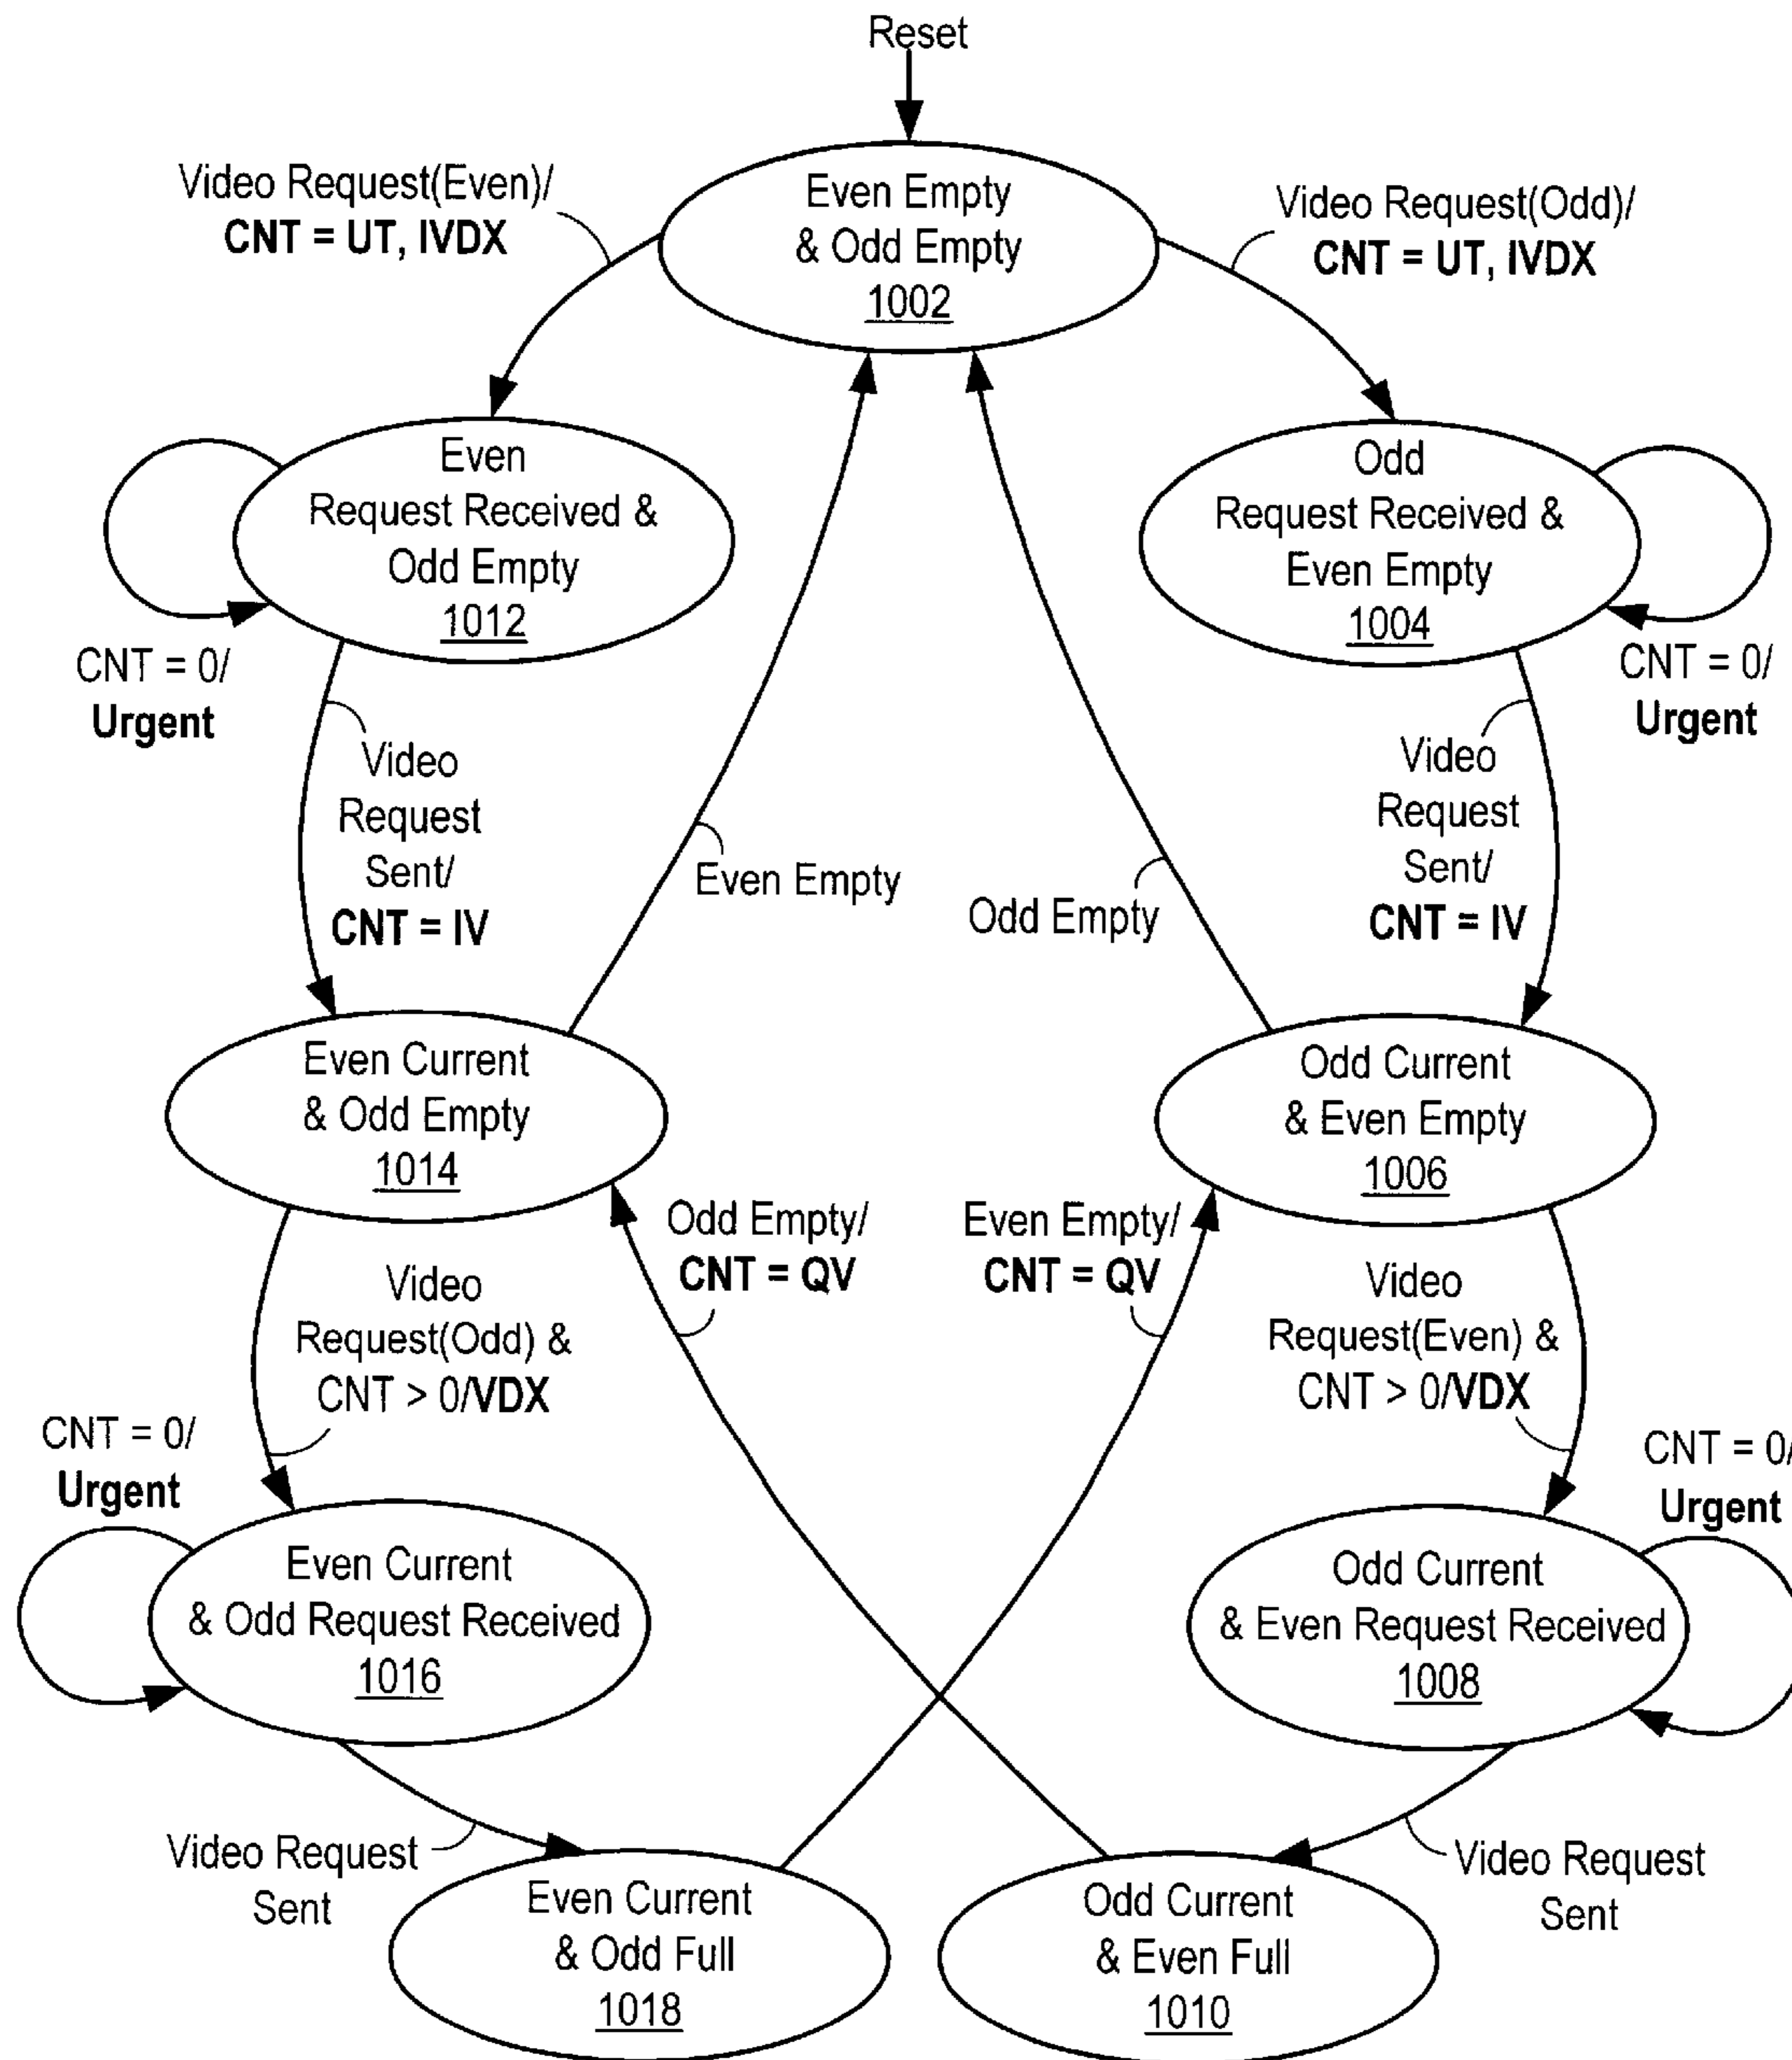 Reset
Video Request(Even)/
CNT = UT, IVDX
Even Empty
& Odd Empty
1002
Video Request(Odd)/
CNT = UT, IVDX
Even
Request Received &
Odd Empty
1012
Odd
Request Received &
Even Empty
1004
CNT = 0/
Urgent
CNT = 0/
Urgent
Video
Request
Sent/
CNT = IV
Even Empty
Odd Empty
Video
Request
Sent/
CNT = IV
Even Current
& Odd Empty
1014
Odd Current
& Even Empty
1006
Odd Empty/
CNT = QV
Even Empty/
CNT = QV
Video
Request(Odd) &
CNT > 0/VDX
Video
Request(Even) &
CNT > 0/VDX
CNT = 0/
Urgent
CNT = 0/
Urgent
Even Current
& Odd Request Received
1016
Odd Current
& Even Request Received
1008
Video Request
Sent
Even Current
& Odd Full
1018
Odd Current
& Even Full
1010
Video Request
Sent